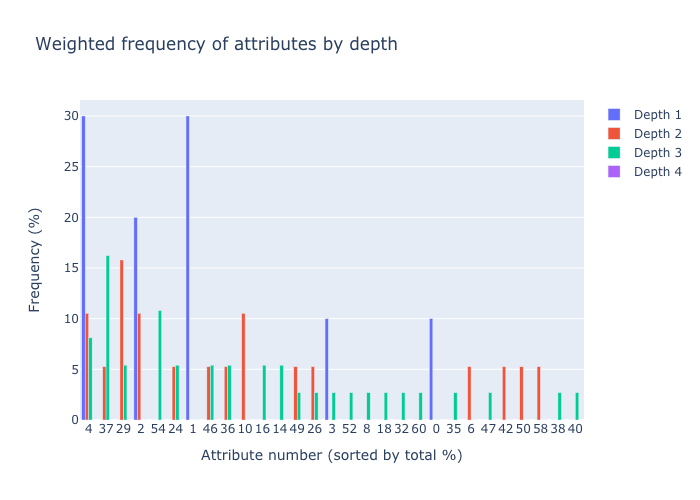 Weighted frequency of attributes by depth
30
25
20
15
10
5
0
Frequency (%)
4 37 29 2 54 24 1 46 36 10 16 14 49 26 3 52 8 18 32 60 0 35 6 47 42 50 58 38 40
Attribute number (sorted by total %)
Depth 1
Depth 2
Depth 3
Depth 4